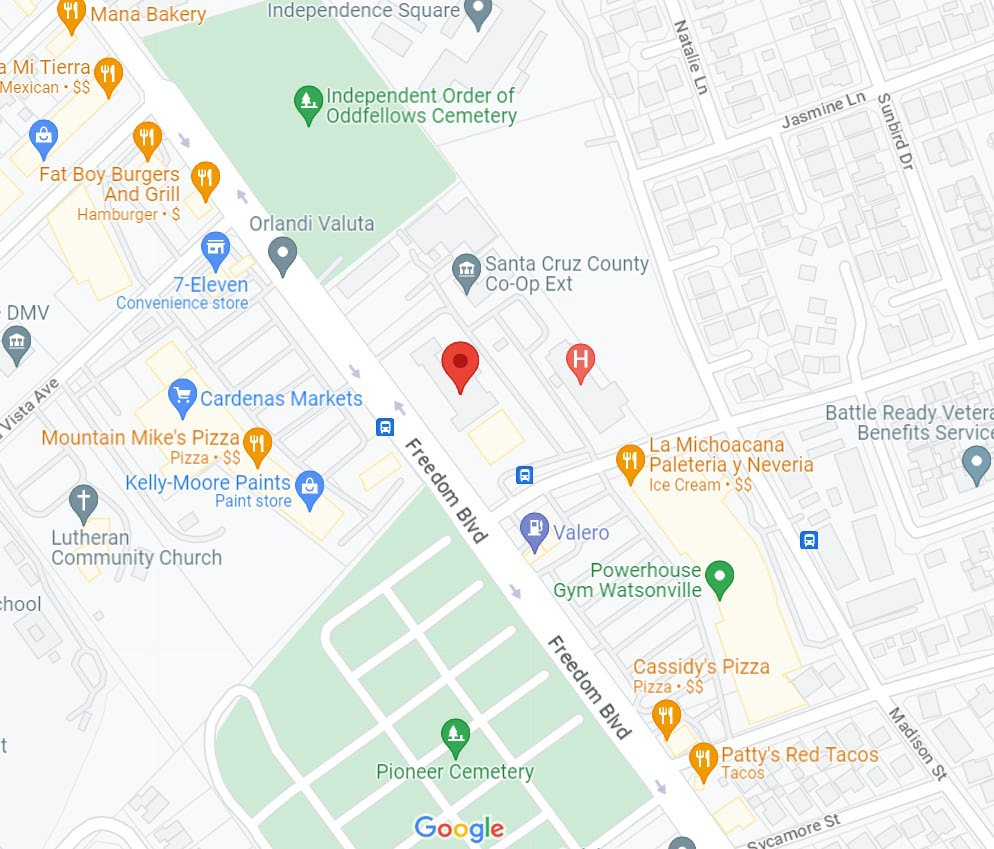 Mana Bakery
Independence Square
Natalie Ln
a Mi Tierra
Mexican • $$
Independent Order of
Oddfellows Cemetery
Jasmine Ln
Sunbird Dr
Fat Boy Burgers
And Grill
Hamburger • $
Orlandi Valuta
7-Eleven
Convenience store
Santa Cruz County
Co-Op Ext
H
DMV
Vista Ave
Cardenas Markets
Mountain Mike's Pizza
Pizza • $$
Kelly-Moore Paints
Paint store
Freedom Blvd
La Michoacana
Paleteria y Neveria
Ice Cream • $$
Battle Ready Vetera
Benefits Service
Lutheran
Community Church
Valero
Powerhouse
Gym Watsonville
chool
Freedom Blvd
Cassidy's Pizza
Pizza • $$
Madison St
t
Pioneer Cemetery
Patty's Red Tacos
Tacos
Google
Sycamore St